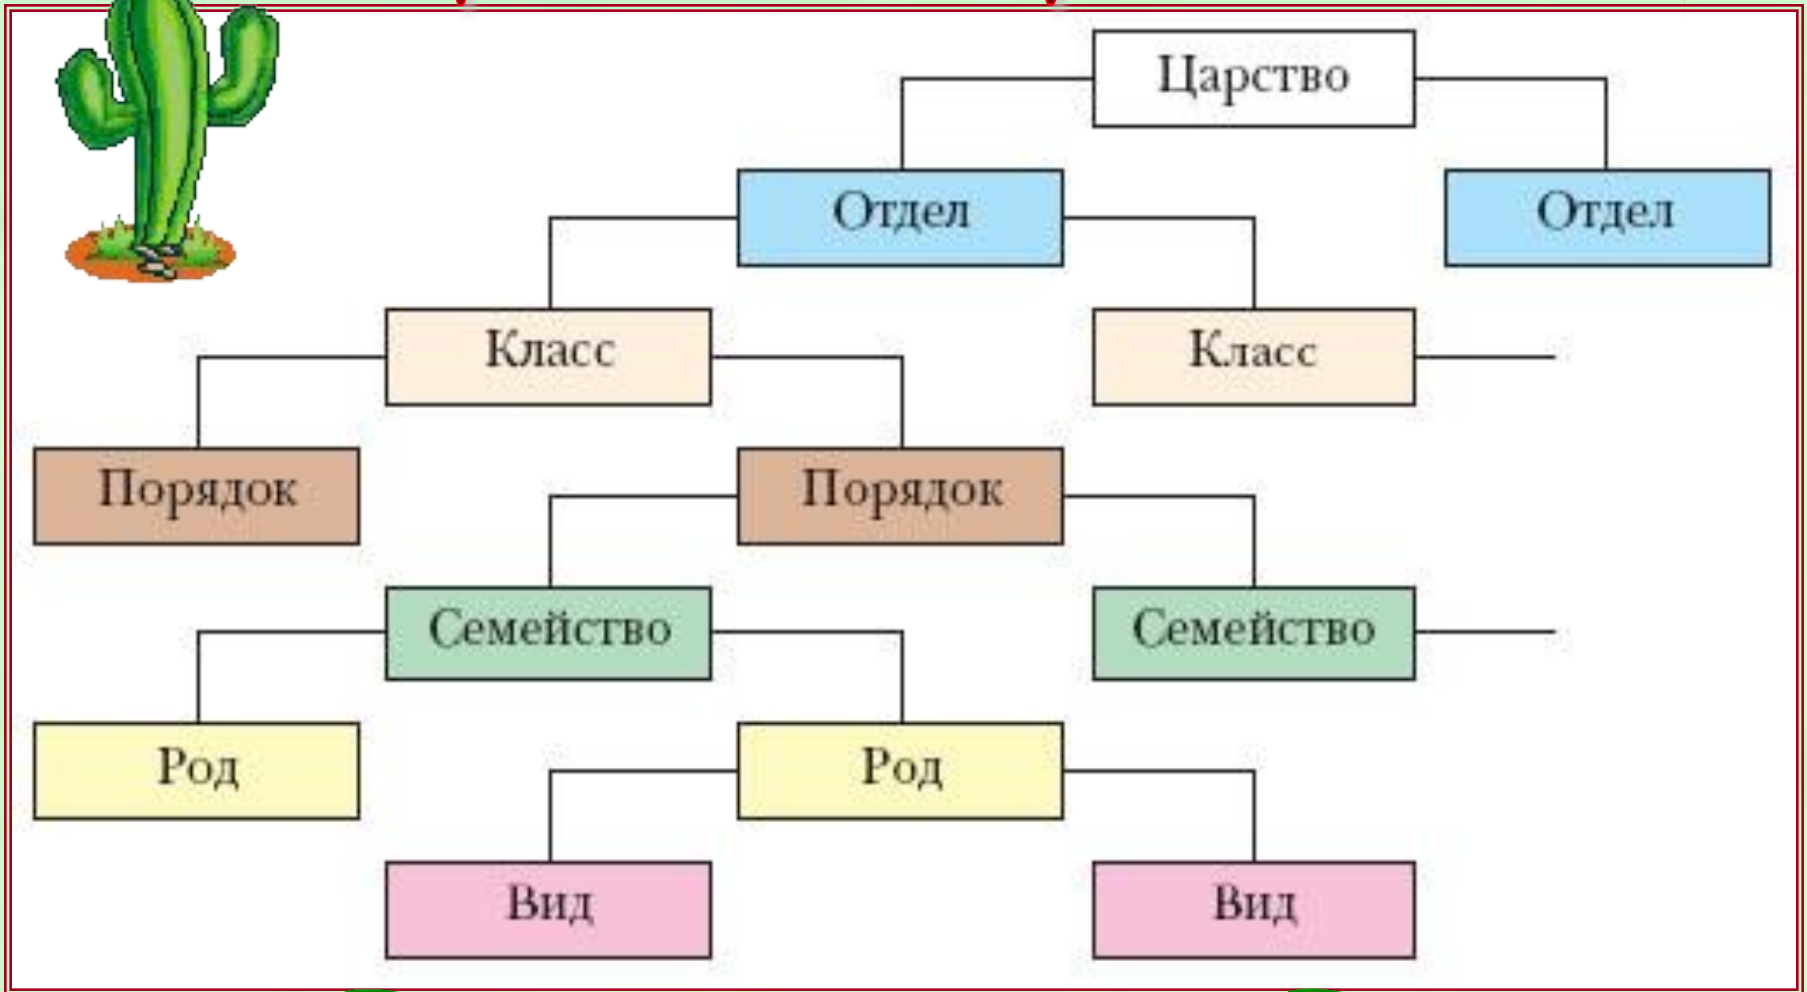 Царство
Отдел Отдел
Класс Класс
Порядок Порядок
Семейство Семейство
Род Род
Вид Вид